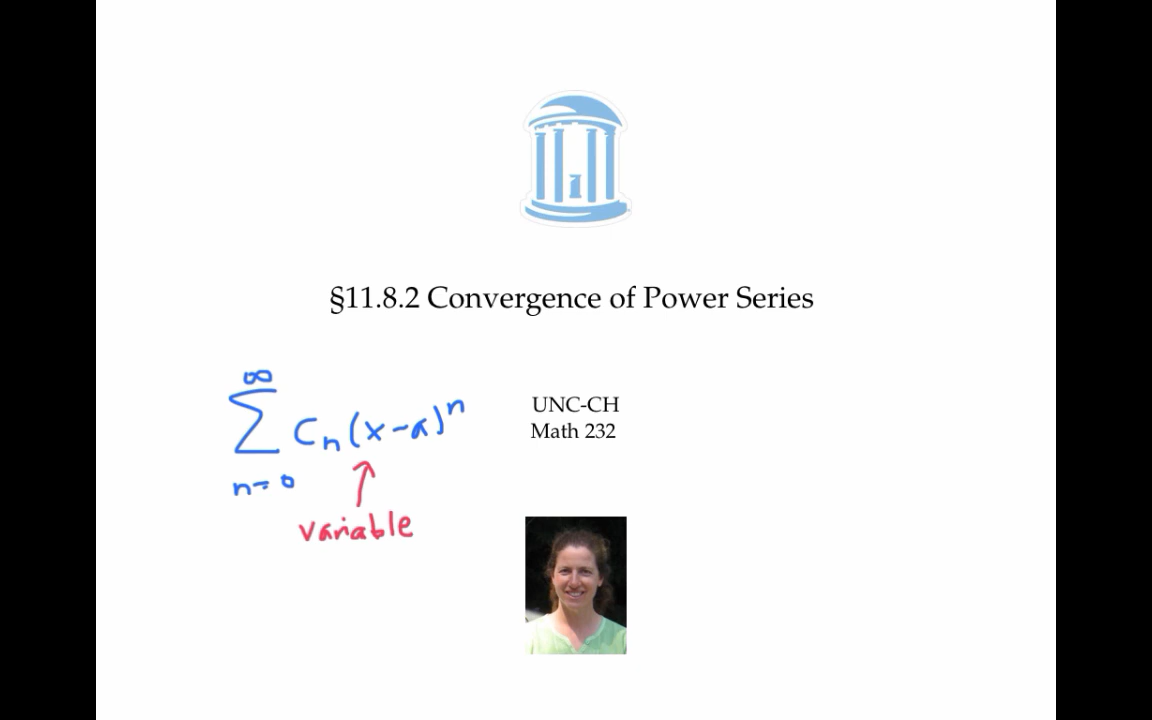 §11.8.2 Convergence of Power Series
∞
∑ Cn(x-a)^n
n=0
variable
UNC-CH
Math 232